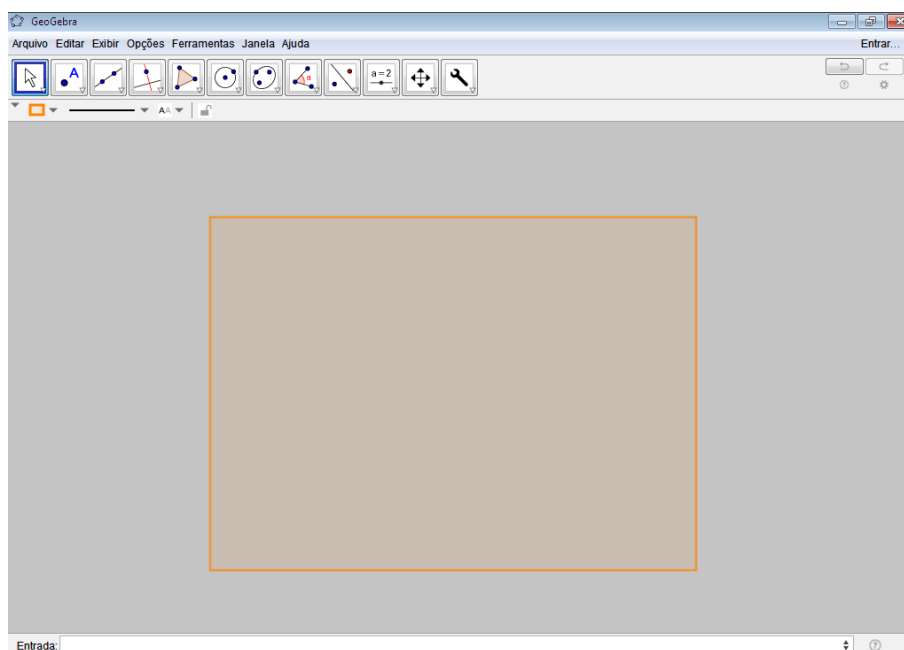 GeoGebra
Arquivo Editar Exibir Opções Ferramentas Janela Ajuda Entrar...
A α a=2
AA
Entrada: